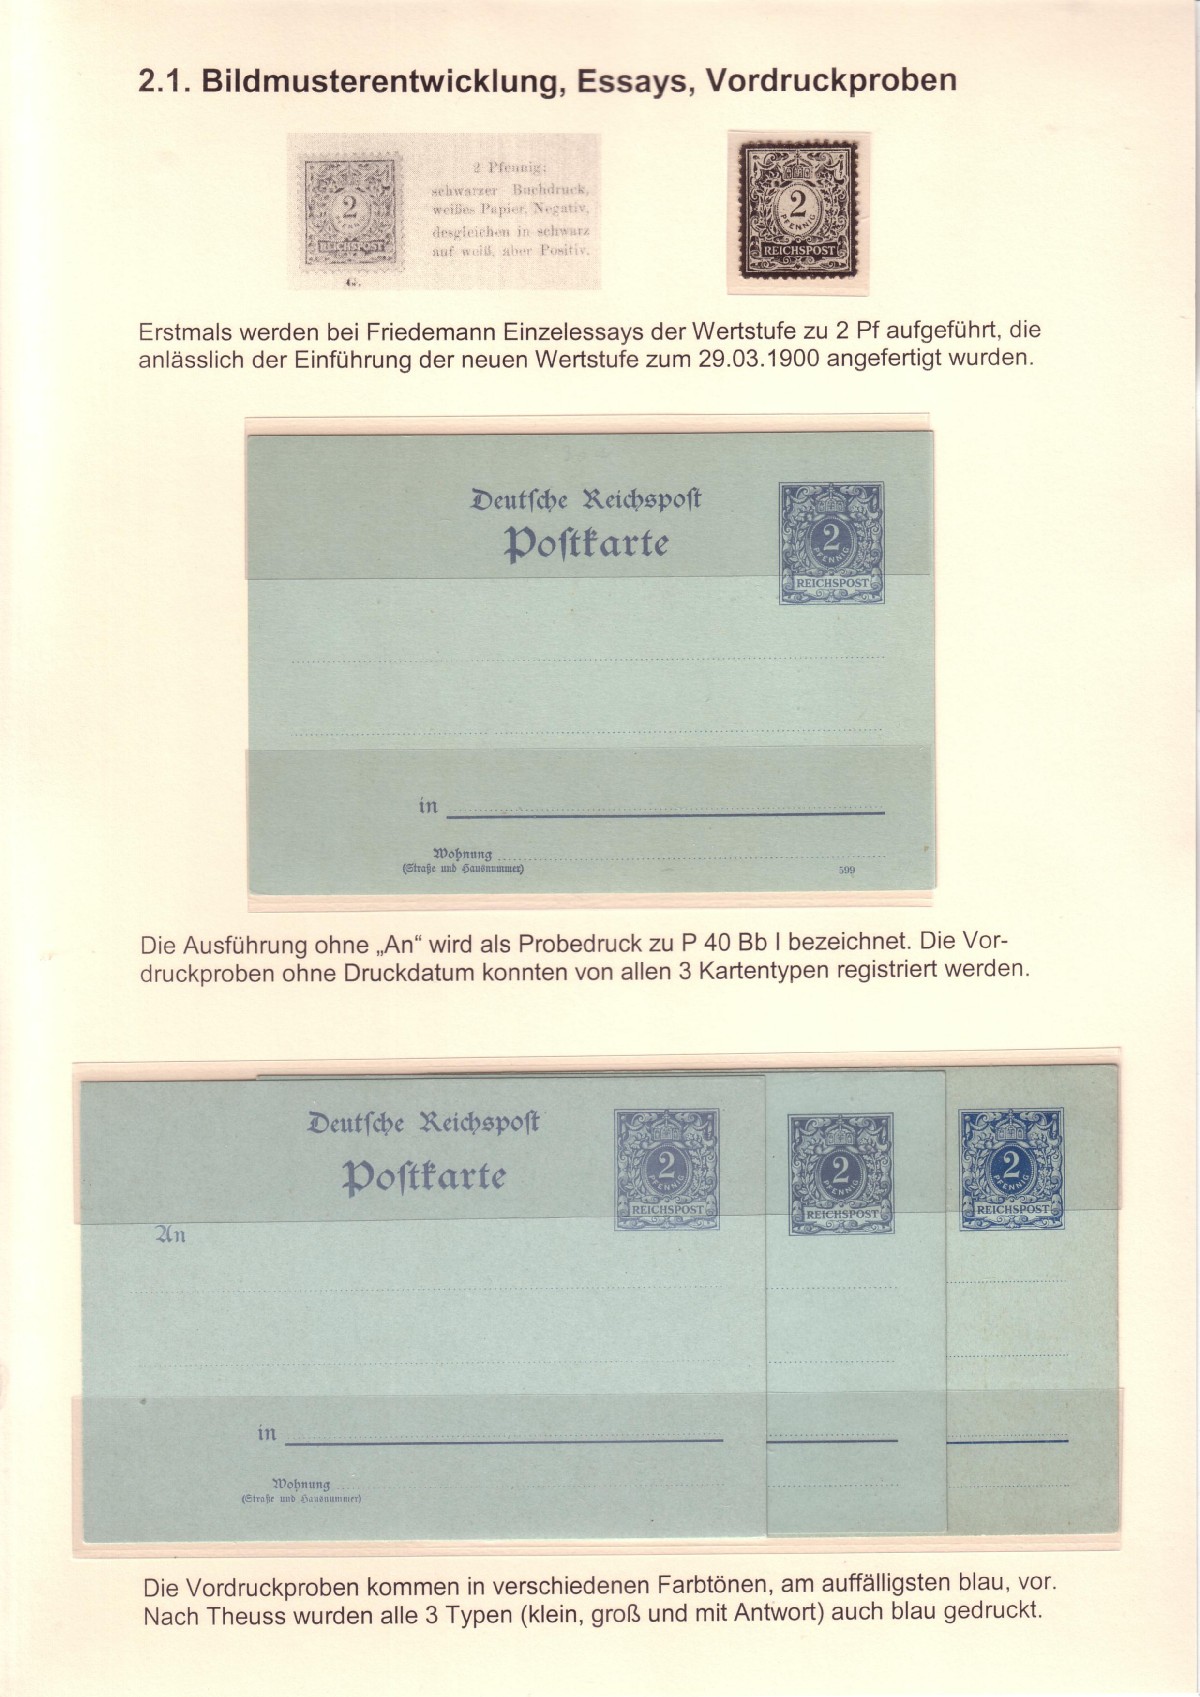 2.1. Bildmusterentwicklung, Essays, Vordruckproben
2
REICHSPOST
G.
2 Pfennig:
schwarzer Buchdruck,
weißes Papier, Negativ,
desgleichen in schwarz
auf weiß, aber Positiv.
2
PFENNIG
REICHSPOST
Erstmals werden bei Friedemann Einzelessays der Wertstufe zu 2 Pf aufgeführt, die
anlässlich der Einführung der neuen Wertstufe zum 29.03.1900 angefertigt wurden.
Deutsche Reichspost
Postkarte
2
PFENNIG
REICHSPOST
in
Wohnung
(Straße und Hausnummer)
599
Die Ausführung ohne „An“ wird als Probedruck zu P 40 Bb I bezeichnet. Die Vor-
druckproben ohne Druckdatum konnten von allen 3 Kartentypen registriert werden.
Deutsche Reichspost
Postkarte
2
PFENNIG
REICHSPOST
2
PFENNIG
REICHSPOST
2
PFENNIG
REICHSPOST
An
in
Wohnung
(Straße und Hausnummer)
Die Vordruckproben kommen in verschiedenen Farbtönen, am auffälligsten blau, vor.
Nach Theuss wurden alle 3 Typen (klein, groß und mit Antwort) auch blau gedruckt.